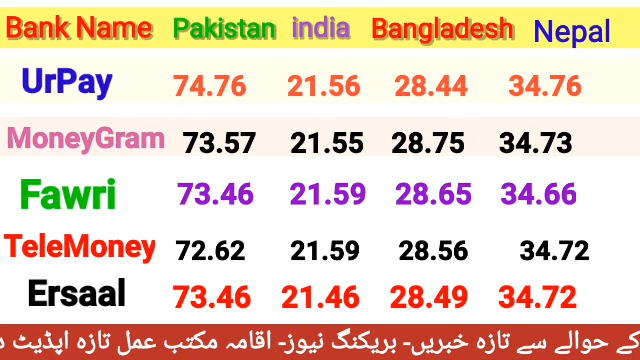 Bank Name Pakistan india Bangladesh Nepal
UrPay 74.76 21.56 28.44 34.76
MoneyGram 73.57 21.55 28.75 34.73
Fawri 73.46 21.59 28.65 34.66
TeleMoney 72.62 21.59 28.56 34.72
Ersaal 73.46 21.46 28.49 34.72
کے حوالے سے تازہ خبریں- بریکنگ نیوز- اقامہ مکتب عمل تازہ اپڈیٹ